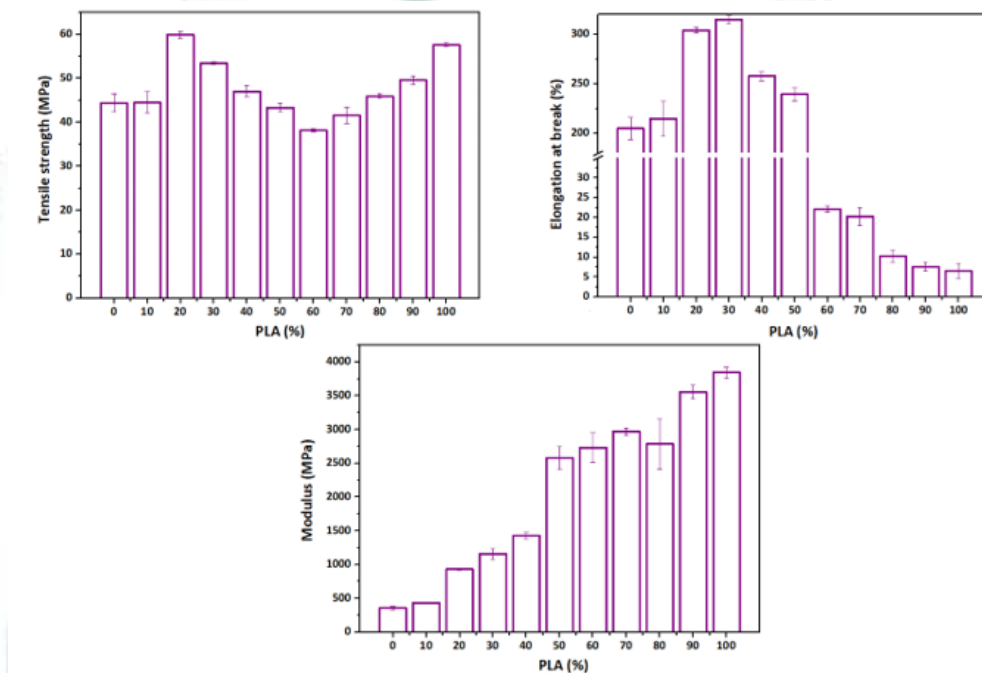 Tensile strength (MPa)
60
50
40
30
20
10
0
0 10 20 30 40 50 60 70 80 90 100
PLA (%)
Elongation at break (%)
300
250
200
30
25
20
15
10
5
0
0 10 20 30 40 50 60 70 80 90 100
PLA (%)
Modulus (MPa)
4000
3500
3000
2500
2000
1500
1000
500
0
0 10 20 30 40 50 60 70 80 90 100
PLA (%)